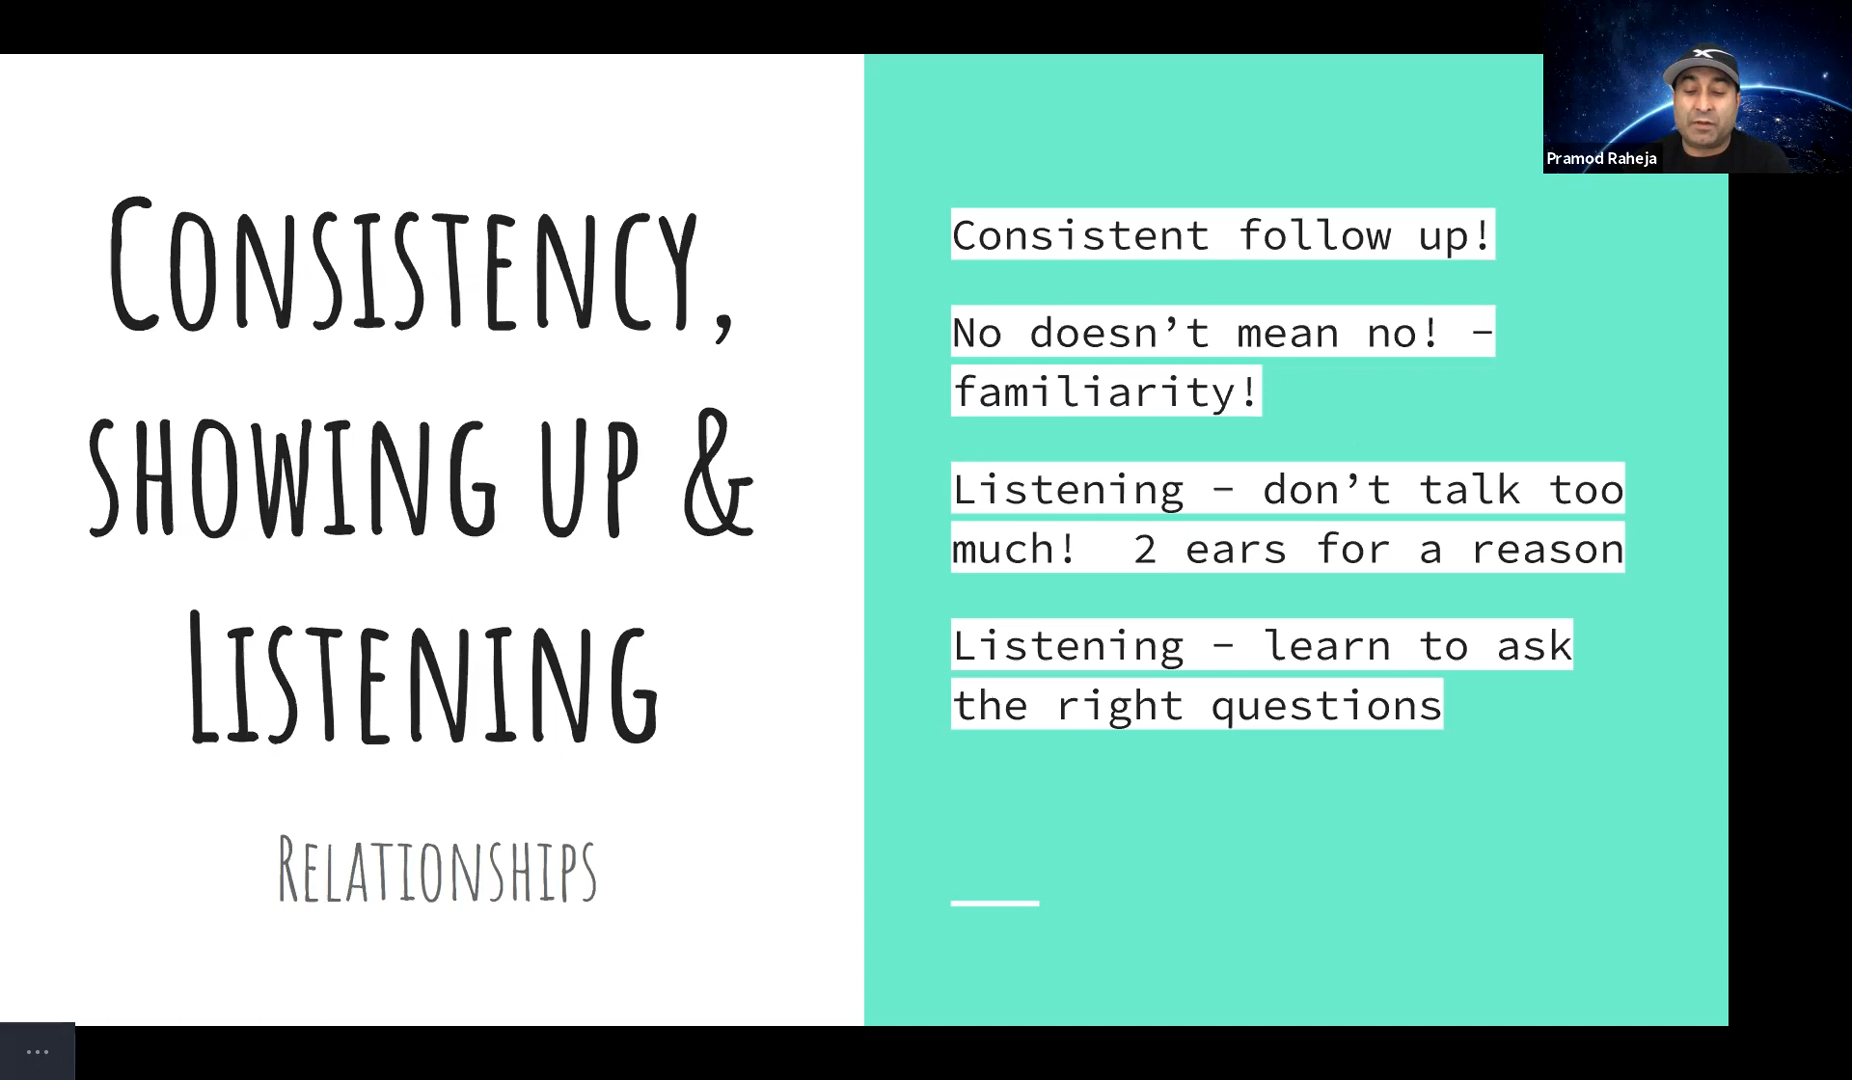 Consistency,
showing up &
Listening
Relationships
Consistent follow up!
No doesn’t mean no! –
familiarity!
Listening – don’t talk too
much!  2 ears for a reason
Listening – learn to ask
the right questions
Pramod Raheja